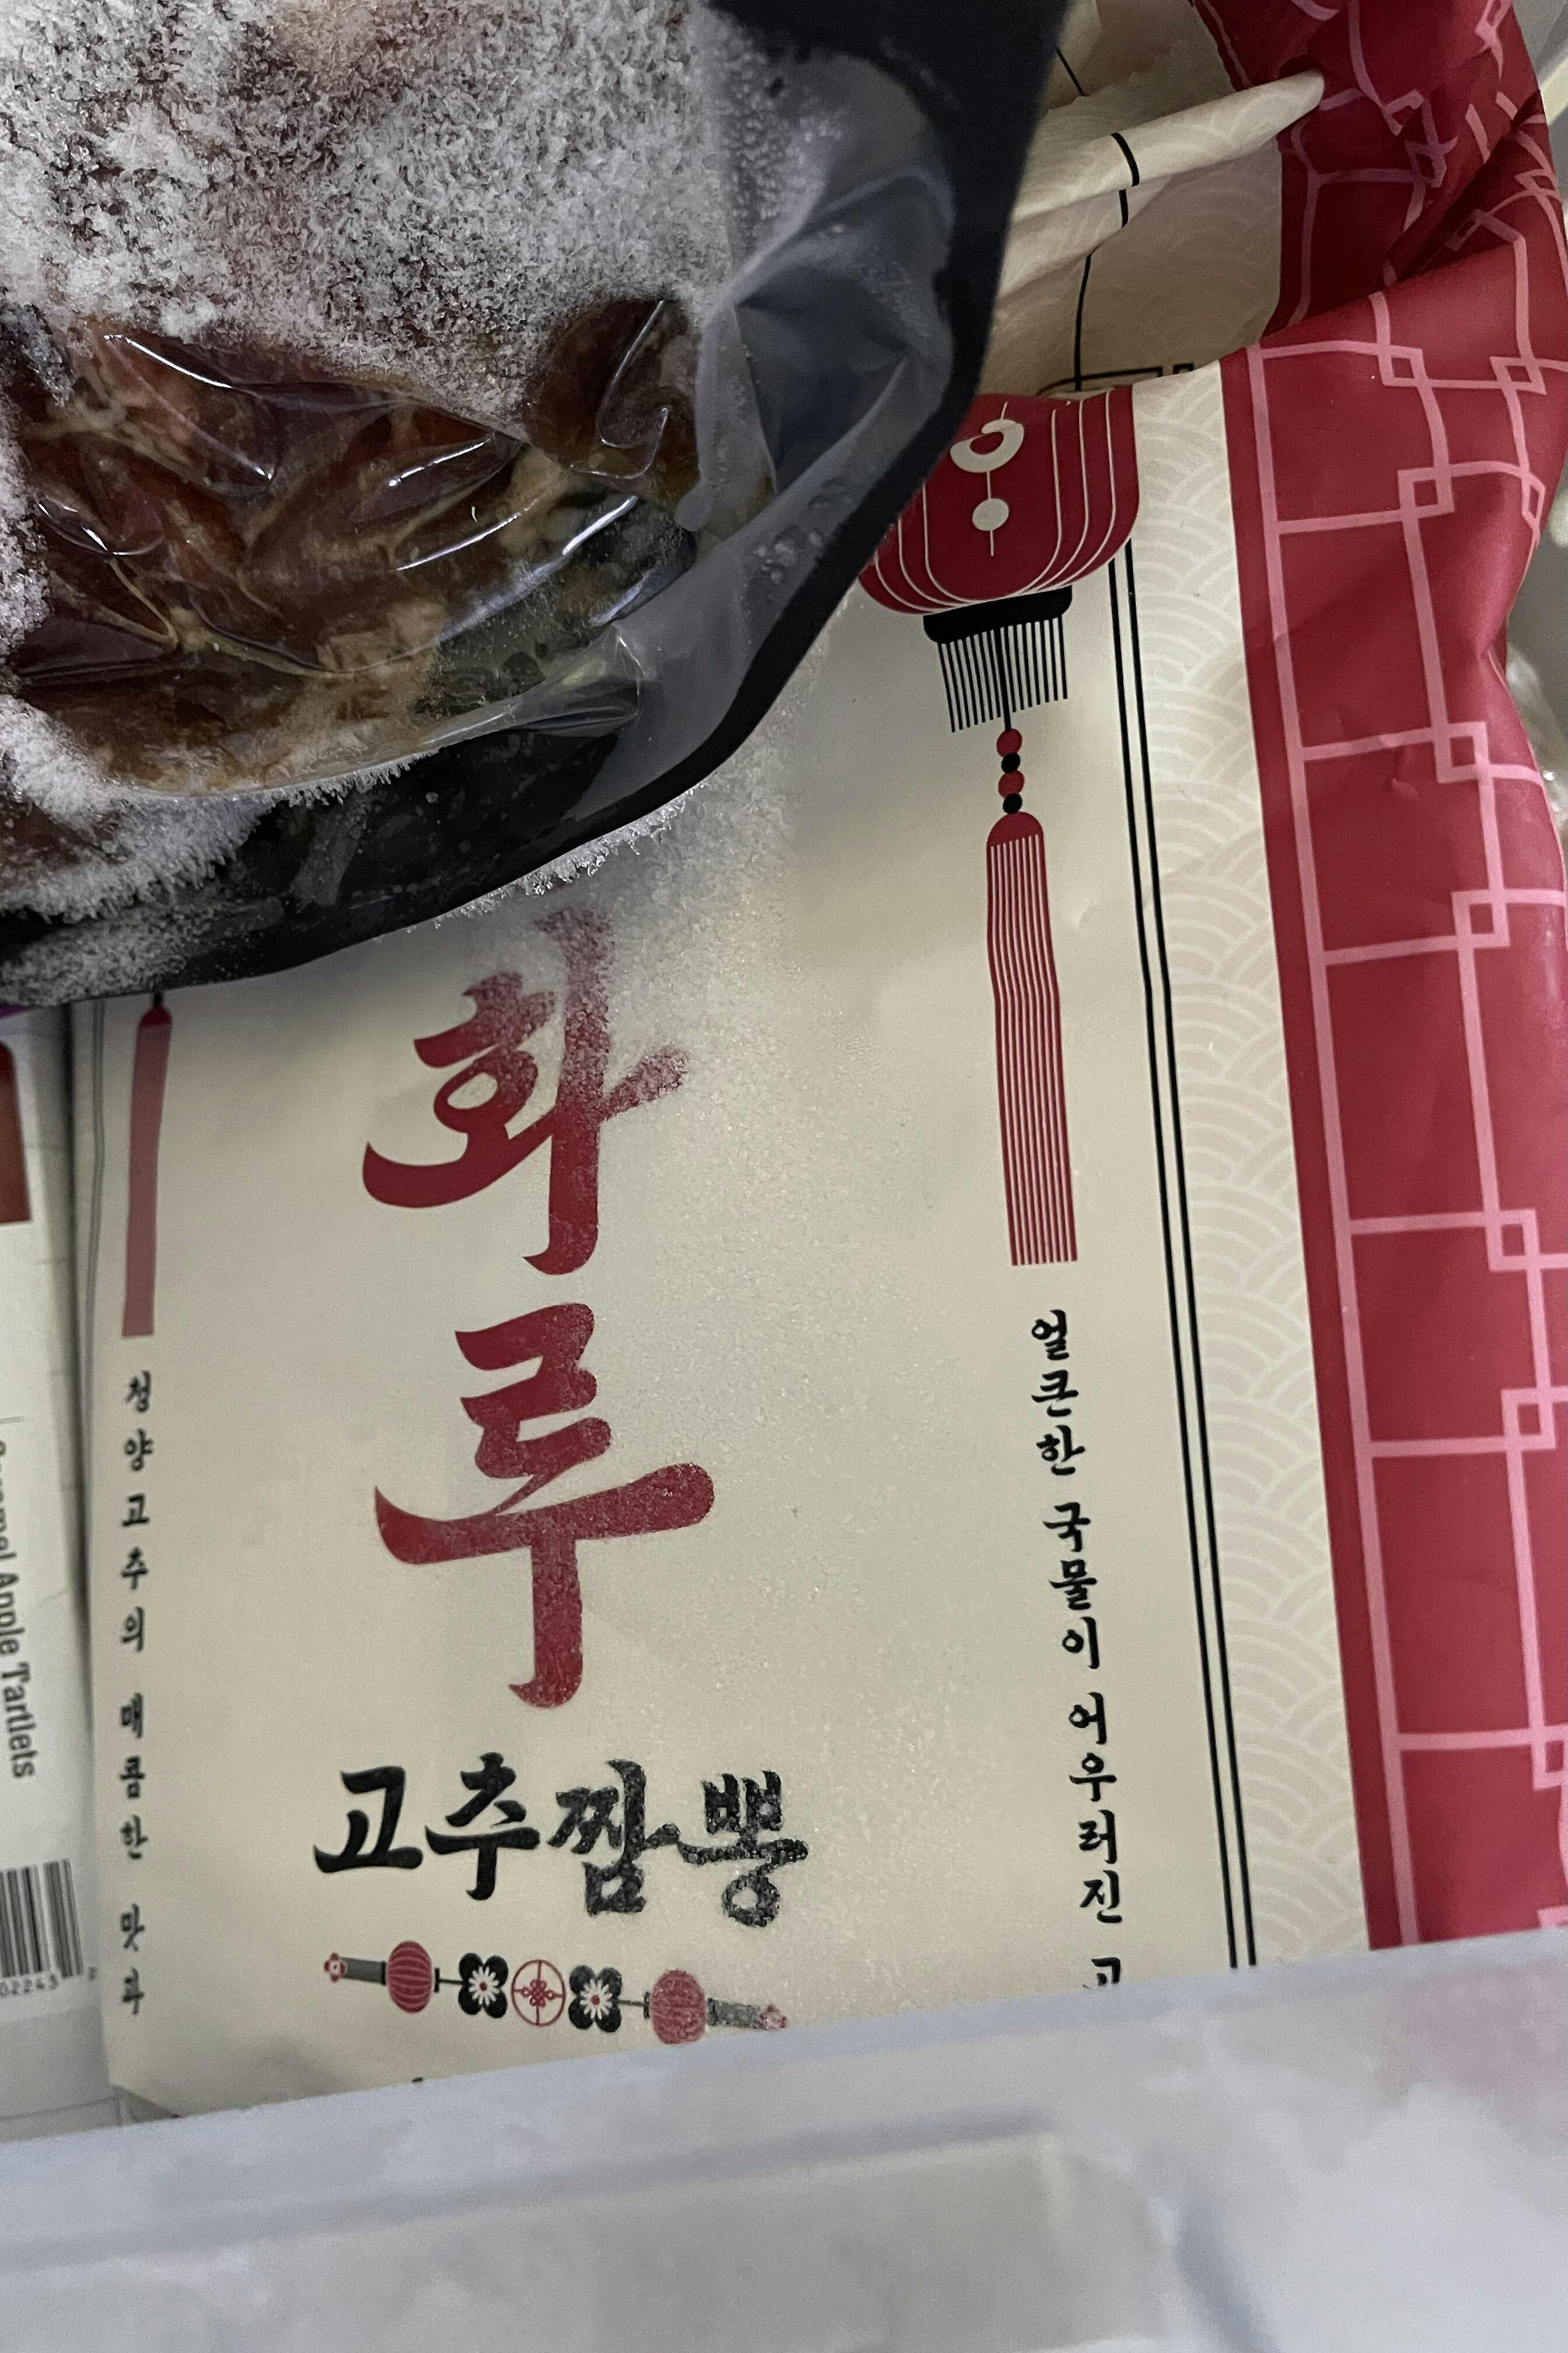 화루
고추짬뽕
얼큰한 국물이 어우러진
청양고추의 매콤한 맛과
Apple Tartlets
02245